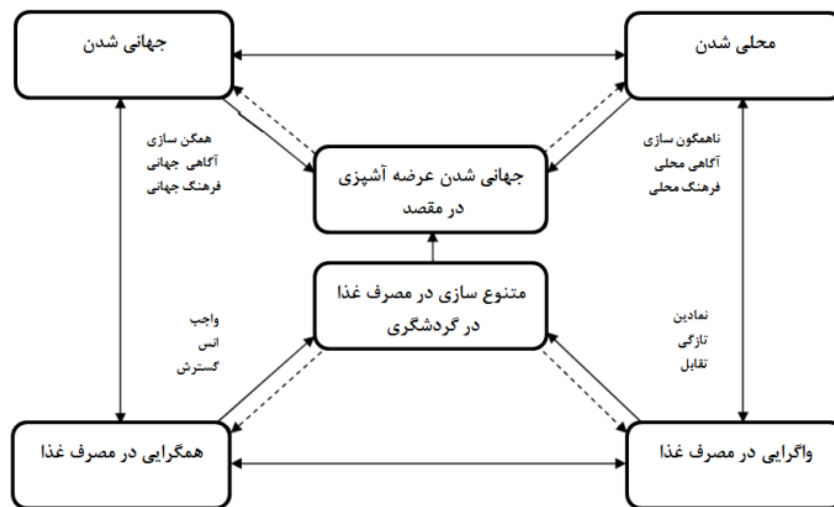 محلی شدن
جهانی شدن
ناهمگون سازی
آگاهی محلی
فرهنگ محلی
همگن سازی
آگاهی جهانی
فرهنگ جهانی
جهانی شدن عرضه آشپزی
در مقصد
متنوع سازی در مصرف غذا
در گردشگری
نمادین
تازگی
تقابل
واجب
انس
گسترش
واگرایی در مصرف غذا
همگرایی در مصرف غذا